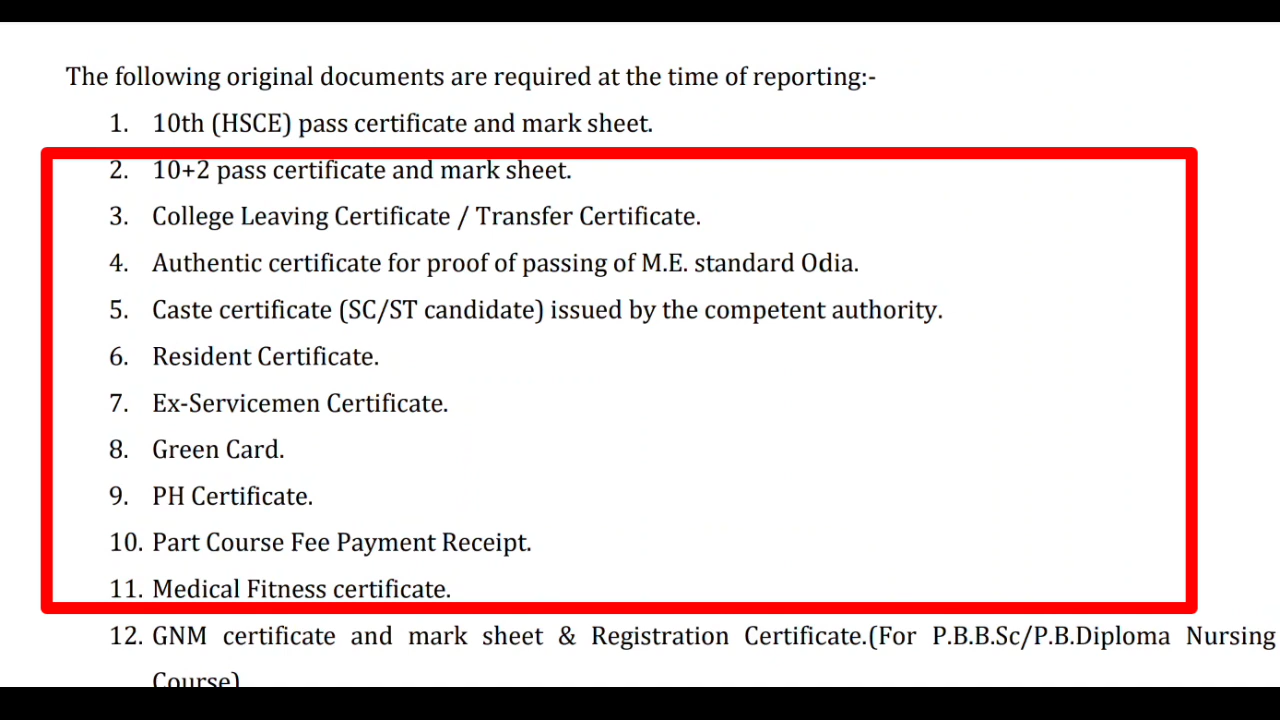 The following original documents are required at the time of reporting:-
1. 10th (HSCE) pass certificate and mark sheet.
2. 10+2 pass certificate and mark sheet.
3. College Leaving Certificate / Transfer Certificate.
4. Authentic certificate for proof of passing of M.E. standard Odia.
5. Caste certificate (SC/ST candidate) issued by the competent authority.
6. Resident Certificate.
7. Ex-Servicemen Certificate.
8. Green Card.
9. PH Certificate.
10. Part Course Fee Payment Receipt.
11. Medical Fitness certificate.
12. GNM certificate and mark sheet & Registration Certificate.(For P.B.B.Sc/P.B.Diploma Nursing
Course)